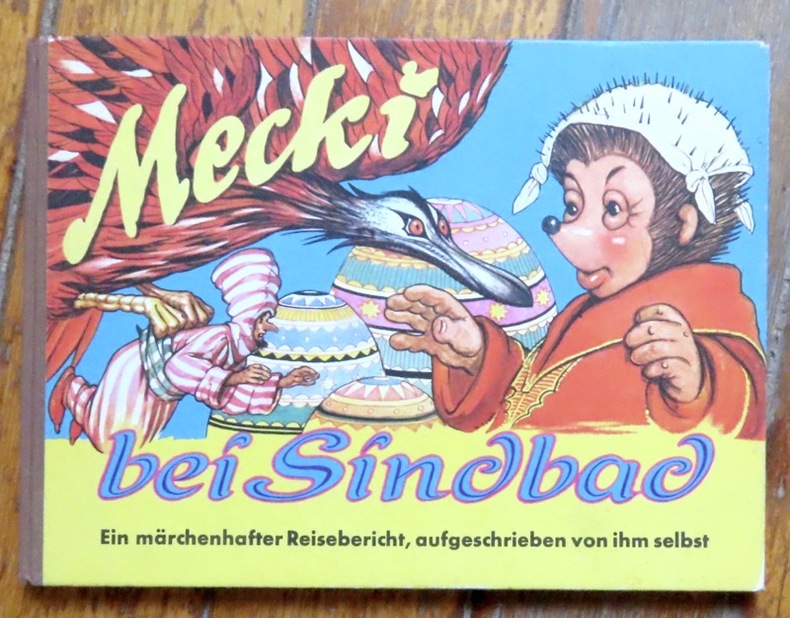 Mecki
bei Sindbad
Ein märchenhafter Reisebericht, aufgeschrieben von ihm selbst